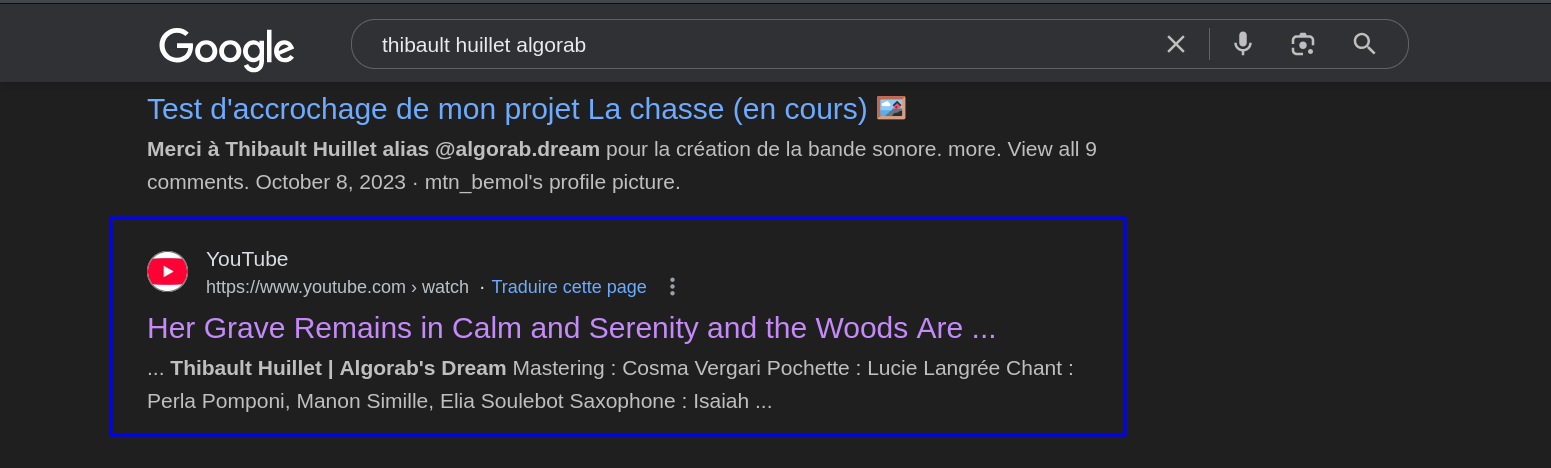 Google
thibault huillet algorab
Test d'accrochage de mon projet La chasse (en cours) 🖼️
Merci à Thibault Huillet alias @algorab.dream pour la création de la bande sonore. more. View all 9
comments. October 8, 2023 · mtn_bemol's profile picture.
YouTube
https://www.youtube.com › watch · Traduire cette page
Her Grave Remains in Calm and Serenity and the Woods Are ...
... Thibault Huillet | Algorab's Dream Mastering : Cosma Vergari Pochette : Lucie Langrée Chant :
Perla Pomponi, Manon Simille, Elia Soulebot Saxophone : Isaiah ...